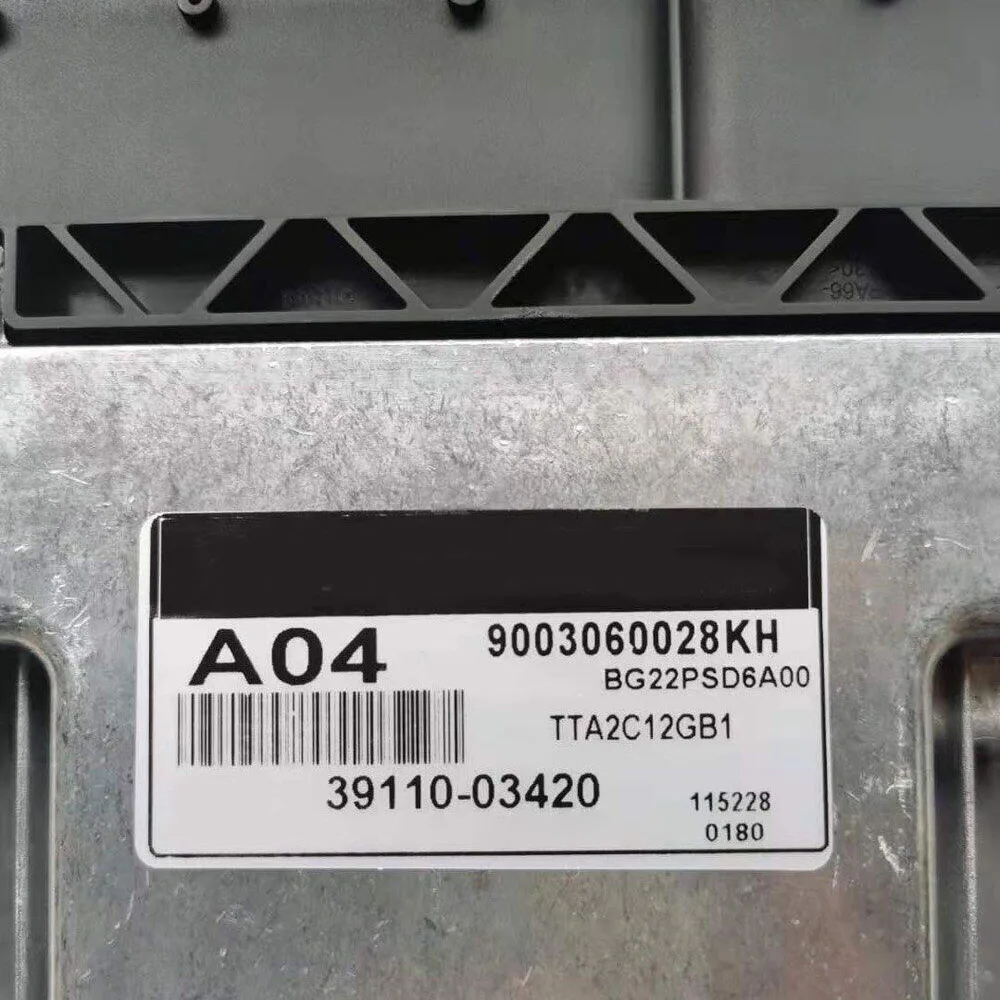 A04
9003060028KH
BG22PSD6A00
TTA2C12GB1
39110-03420
115228
0180